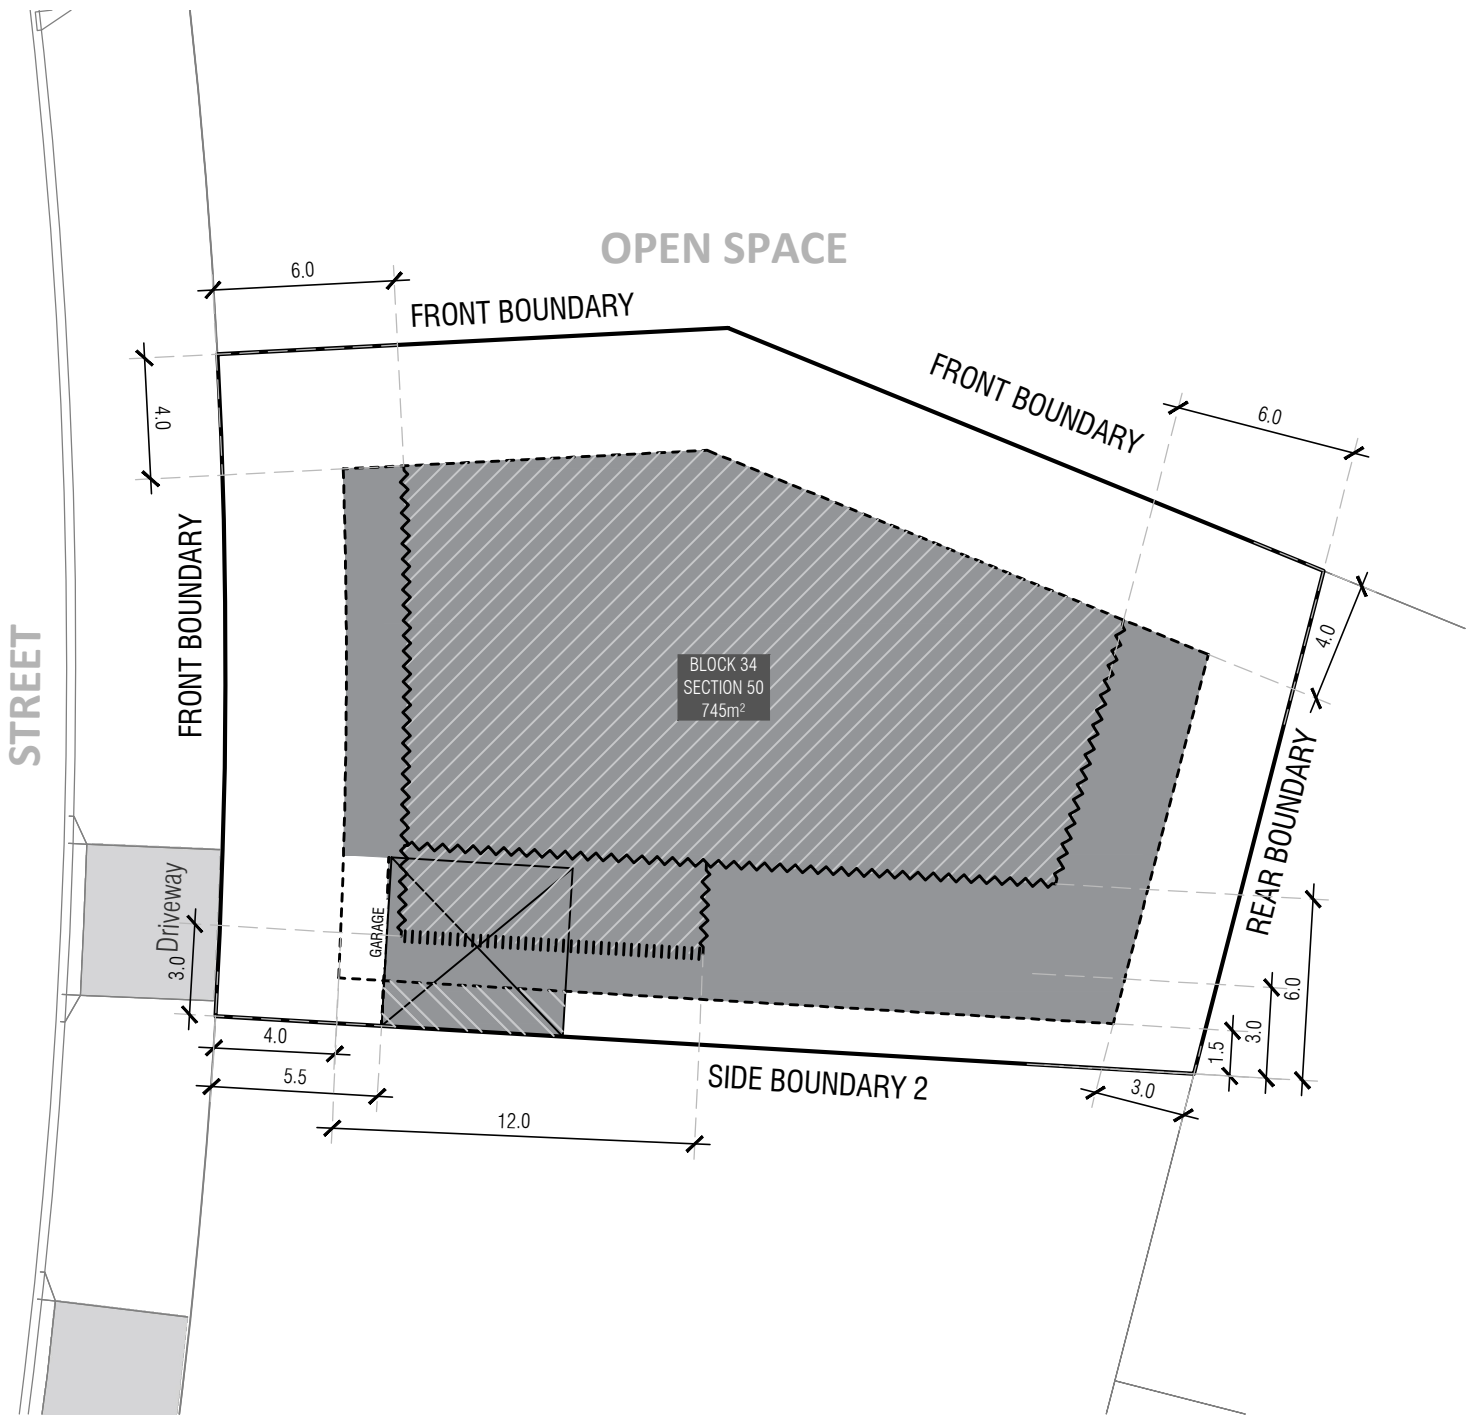 OPEN SPACE
6.0
FRONT BOUNDARY
FRONT BOUNDARY
6.0
4.0
4.0
FRONT BOUNDARY
STREET
BLOCK 34
SECTION 50
745m²
REAR BOUNDARY
Driveway
GARAGE
3.0
6.0
3.0
1.5
4.0
5.5
SIDE BOUNDARY 2
3.0
12.0